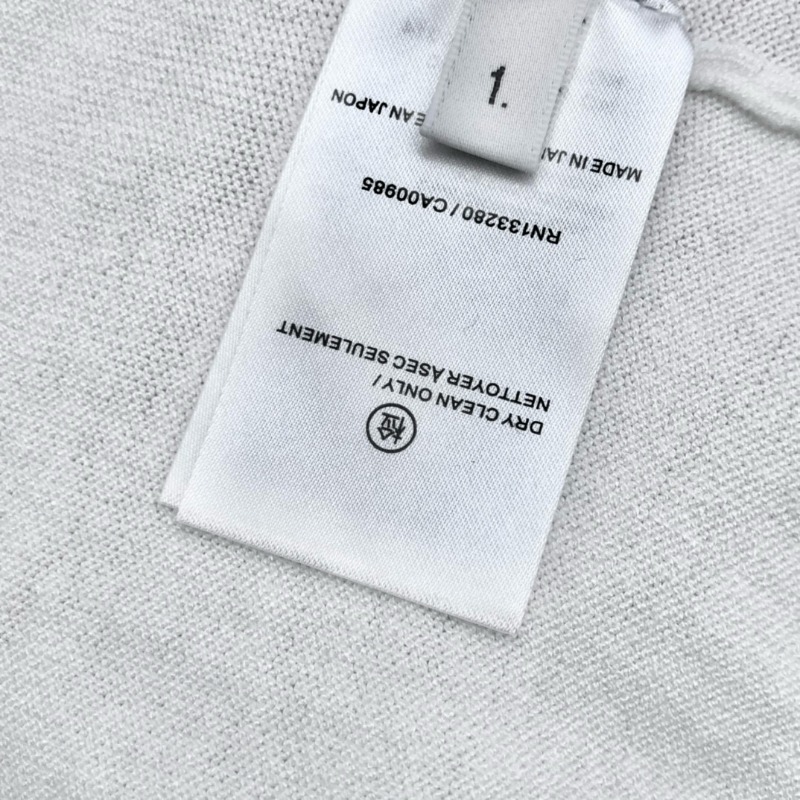 1.
DRY CLEAN ONLY /
NETTOYER ASEC SEULEMENT
RN133280 / CA00985
MADE IN JAPON